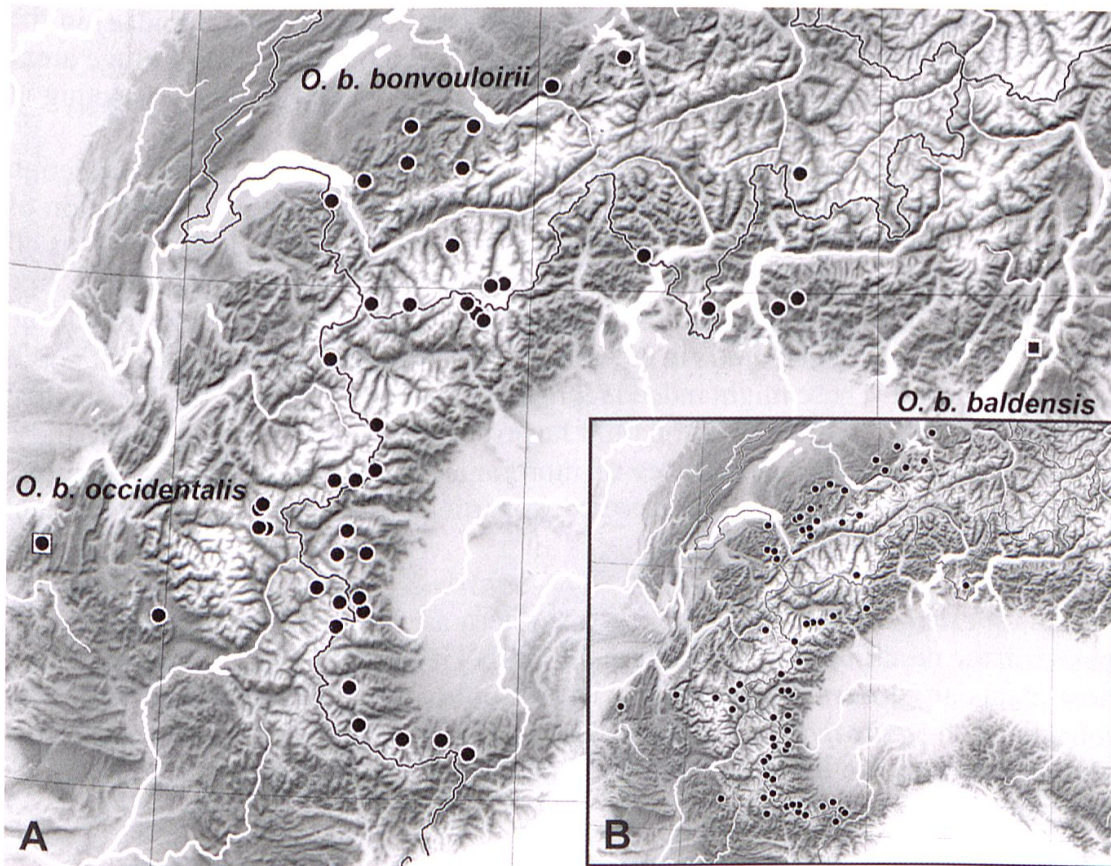 O. b. bonvouloirii
O. b. baldensis
O. b. occidentalis
A
B